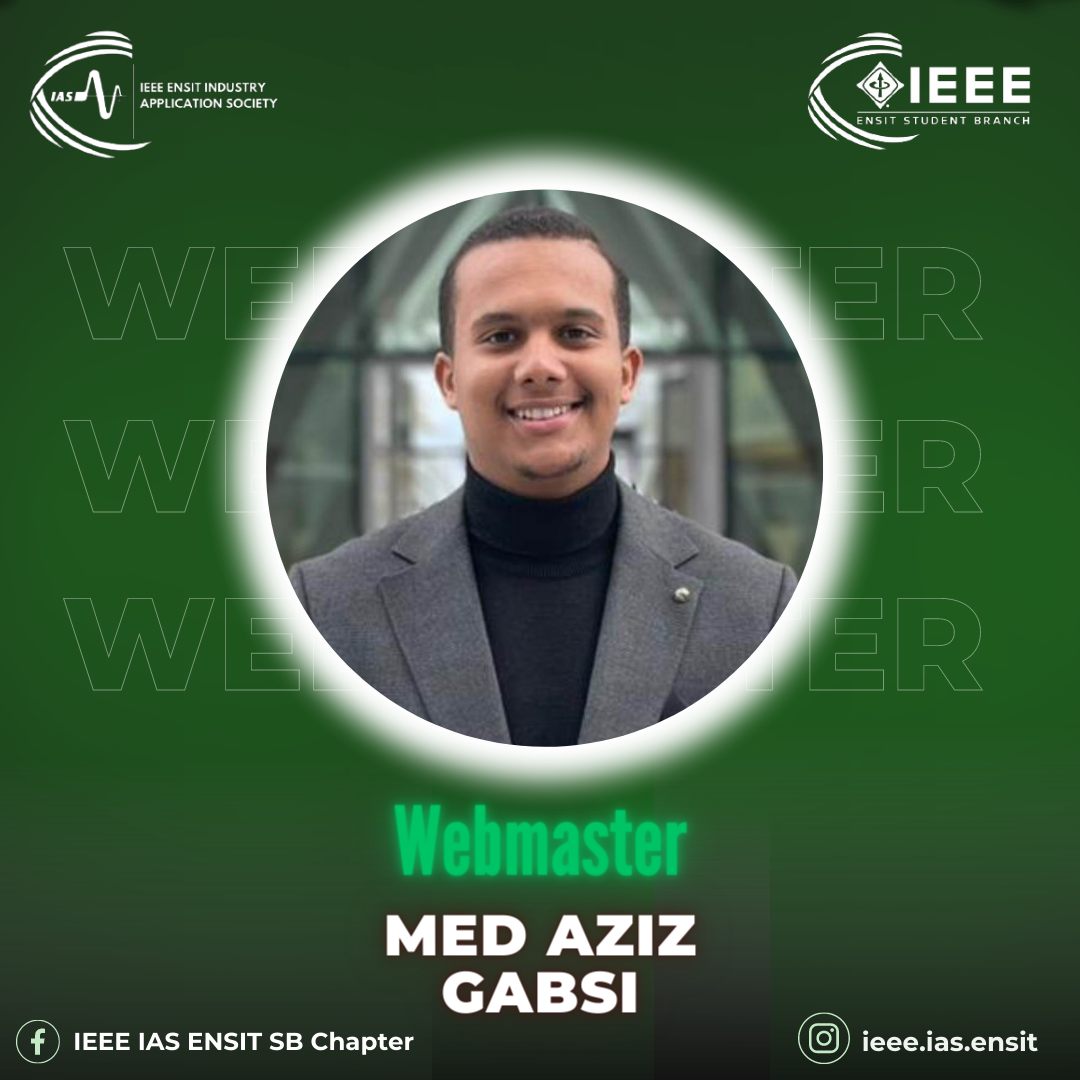 IAS
IEEE ENSIT INDUSTRY
APPLICATION SOCIETY
IEEE
ENSIT STUDENT BRANCH
Webmaster
MED AZIZ
GABSI
IEEE IAS ENSIT SB Chapter
ieee.ias.ensit